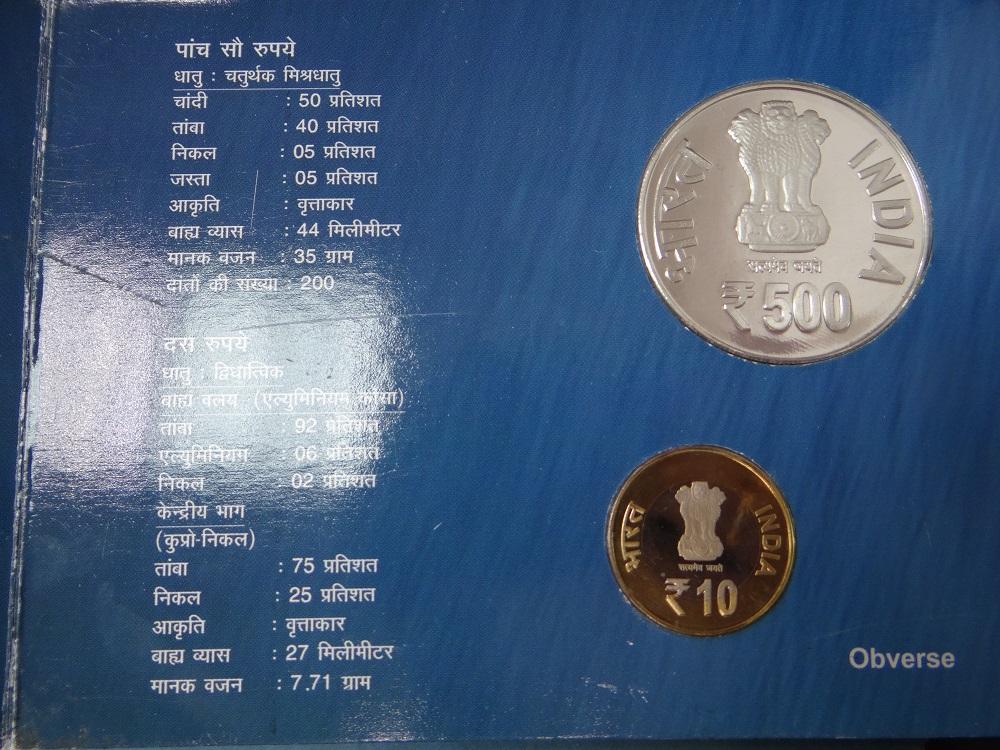 पांच सौ रुपये
धातु : चतुर्थक मिश्रधातु
चांदी : 50 प्रतिशत
तांबा : 40 प्रतिशत
निकल : 05 प्रतिशत
जस्ता : 05 प्रतिशत
आकृति : वृत्ताकार
बाह्य व्यास : 44 मिलीमीटर
मानक वजन : 35 ग्राम
दांतों की संख्या : 200
दस रुपये
धातु : द्विधात्विक
बाह्य वलय (एल्युमिनियम कांसा)
तांबा : 92 प्रतिशत
एल्युमिनियम : 06 प्रतिशत
निकल : 02 प्रतिशत
केन्द्रीय भाग
(कुप्रो-निकल)
तांबा : 75 प्रतिशत
निकल : 25 प्रतिशत
आकृति : वृत्ताकार
बाह्य व्यास : 27 मिलीमीटर
मानक वजन : 7.71 ग्राम
भारत
INDIA
सत्यमेव जयते
₹ 500
भारत
INDIA
सत्यमेव जयते
₹ 10
Obverse